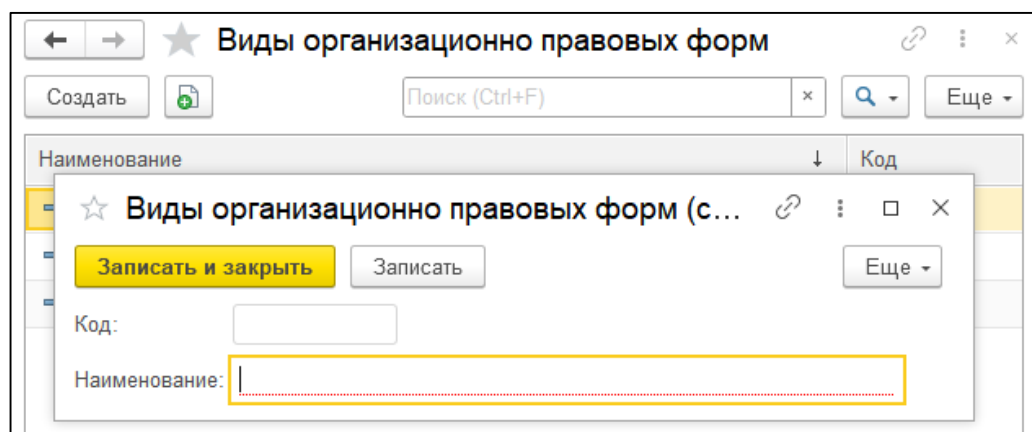 Виды организационно правовых форм
Создать Поиск (Ctrl+F) Еще
Наименование Код
Виды организационно правовых форм (с...
Записать и закрыть Записать Еще
Код:
Наименование: